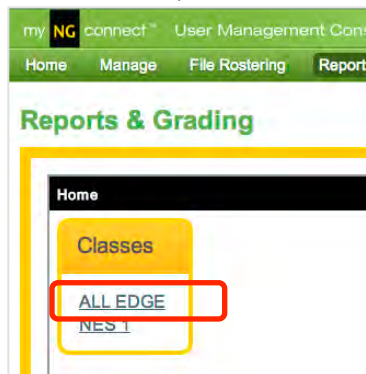 my NG connect™ User Management Cons
Home Manage File Rostering Report
Reports & Grading
Home
Classes
ALL EDGE
NES 1